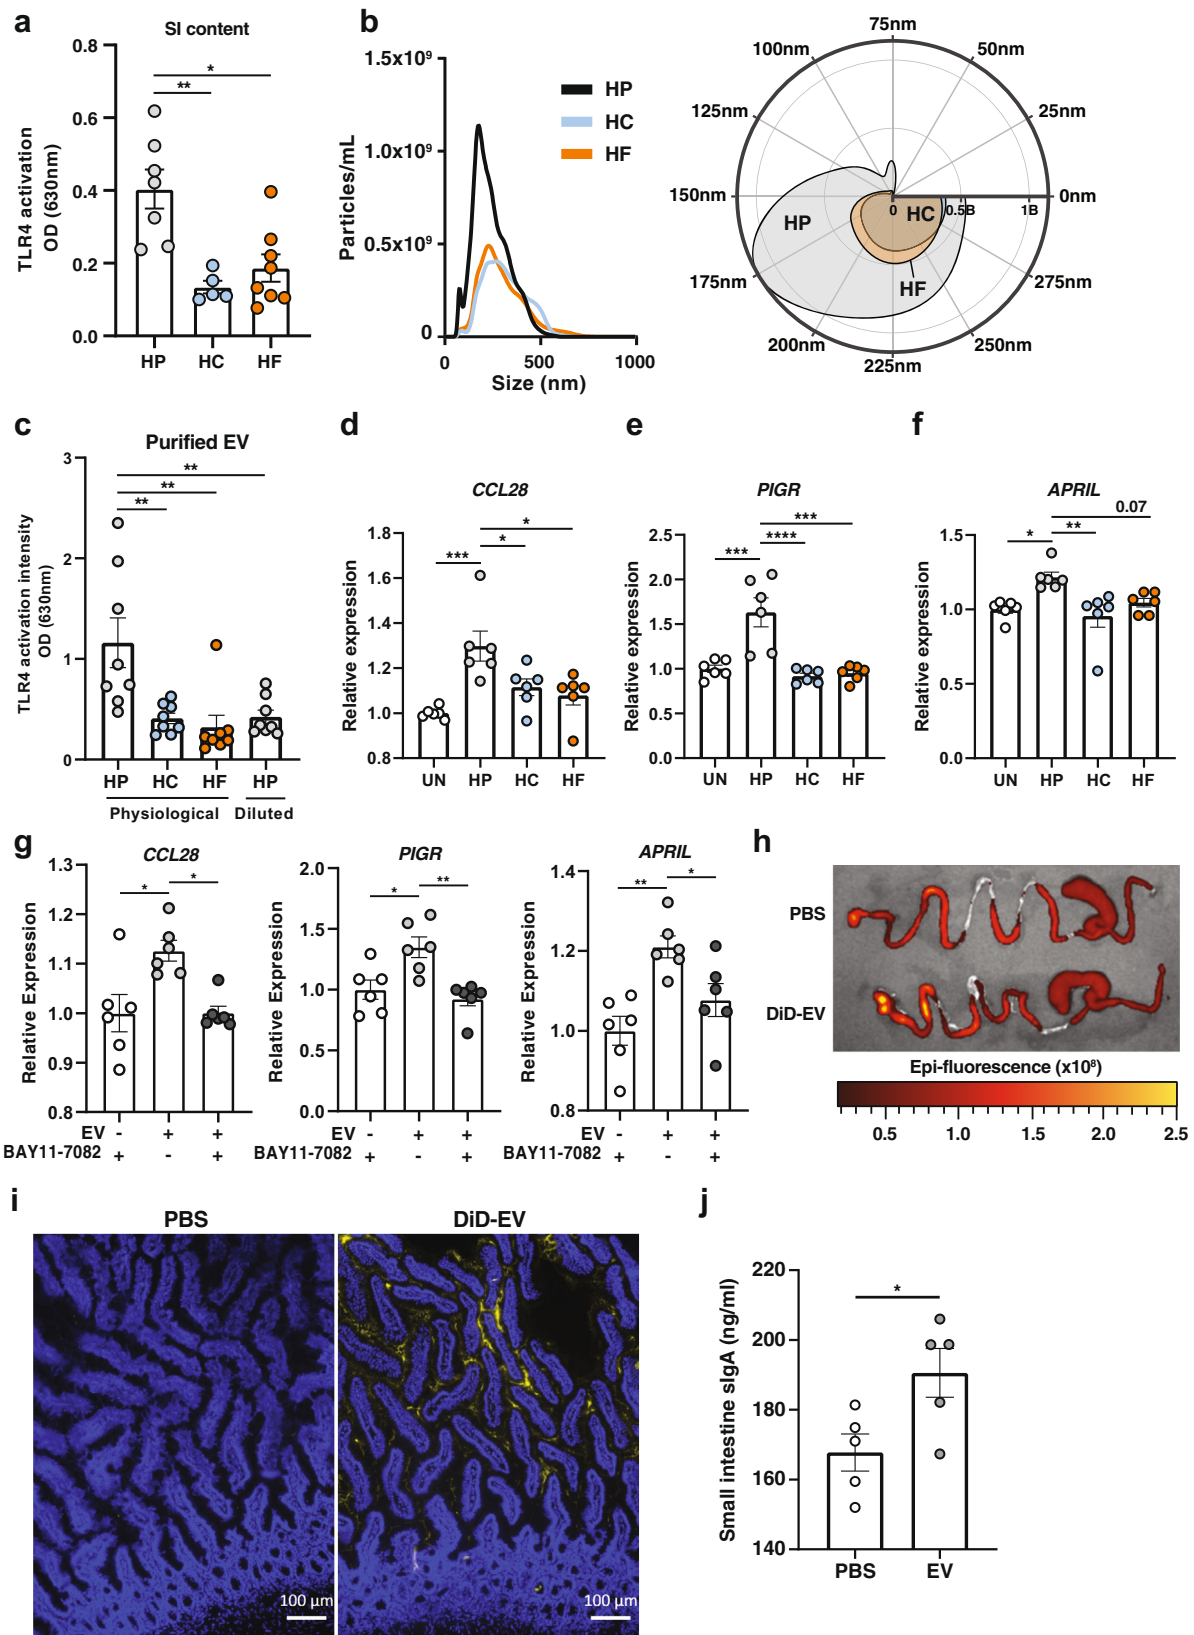 a
SI content
0.8
0.6
0.4
0.2
0.0
TLR4 activation
OD (630nm)
*
**
HP
HC
HF
b
1.5x10⁹
1.0x10⁹
0.5x10⁹
0
Particles/mL
HP
HC
HF
0
500
1000
Size (nm)
75nm
100nm
50nm
125nm
25nm
150nm
0nm
0
0.5B
1B
HP
HC
HF
175nm
275nm
200nm
250nm
225nm
c
Purified EV
3
2
1
0
TLR4 activation intensity
OD (630nm)
**
**
**
HP
HC
HF
HP
Physiological
Diluted
d
CCL28
1.8
1.6
1.4
1.2
1.0
0.8
Relative expression
*
*
***
UN
HP
HC
HF
e
PIGR
2.5
2.0
1.5
1.0
0.5
0.0
Relative expression
***
****
***
UN
HP
HC
HF
f
APRIL
1.5
1.0
0.5
0.0
Relative expression
0.07
**
*
UN
HP
HC
HF
g
CCL28
1.3
1.2
1.1
1.0
0.9
0.8
Relative Expression
*
*
EV - + +
BAY11-7082 + - +
PIGR
2.0
1.5
1.0
0.5
0.0
Relative Expression
*
**
EV - + +
BAY11-7082 + - +
APRIL
1.4
1.2
1.0
0.8
Relative Expression
**
*
EV - + +
BAY11-7082 + - +
h
PBS
DiD-EV
Epi-fluorescence (x10⁸)
0.5 1.0 1.5 2.0 2.5
i
PBS
DiD-EV
100 µm
100 µm
j
220
200
180
160
140
Small intestine sIgA (ng/ml)
*
PBS
EV